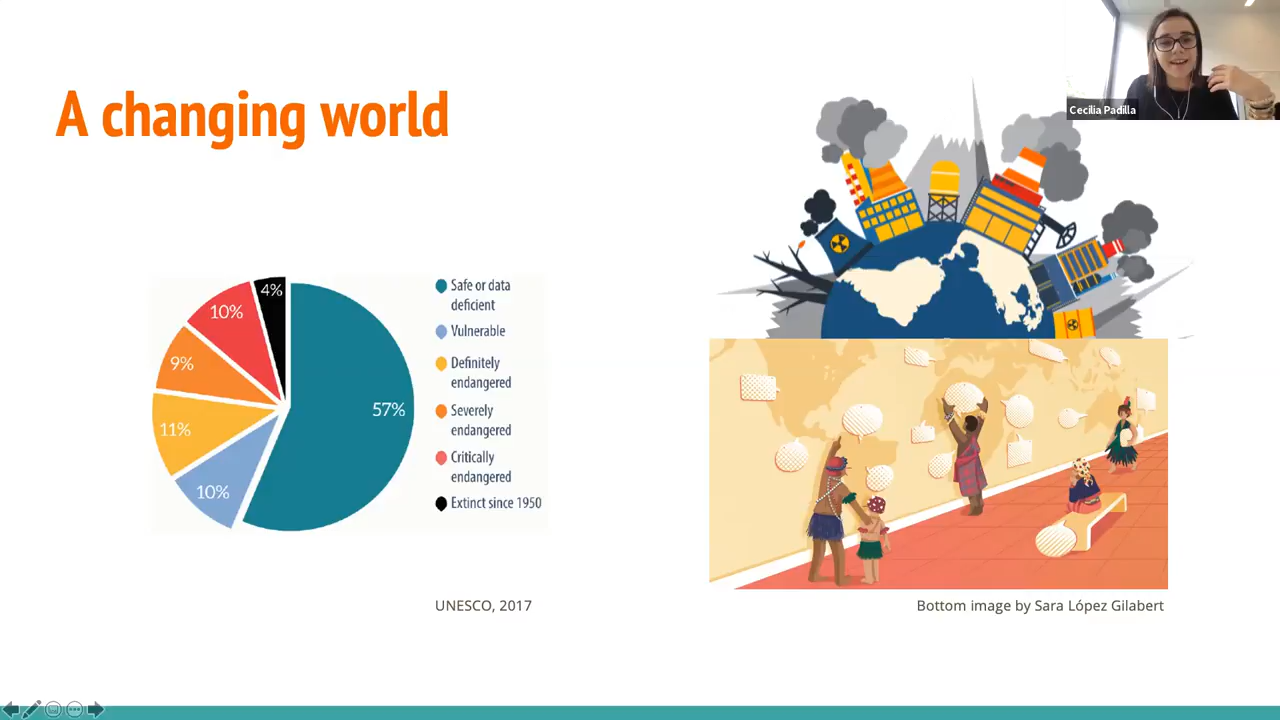 A changing world
Cecilia Padilla
4%
10%
9%
11%
10%
57%
Safe or data
deficient
Vulnerable
Definitely
endangered
Severely
endangered
Critically
endangered
Extinct since 1950
UNESCO, 2017
Bottom image by Sara López Gilabert